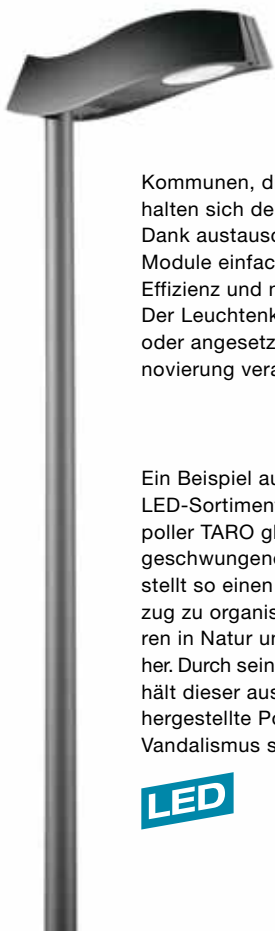 Kommunen, d
halten sich de
Dank austausc
Module einfac
Effizienz und
Der Leuchtenk
oder angesetz
novierung vera
Ein Beispiel au
LED-Sortiment
poller TARO gl
geschwungene
stellt so einen
zug zu organis
ren in Natur un
her. Durch sein
hält dieser aus
hergestellte Po
Vandalismus s
LED